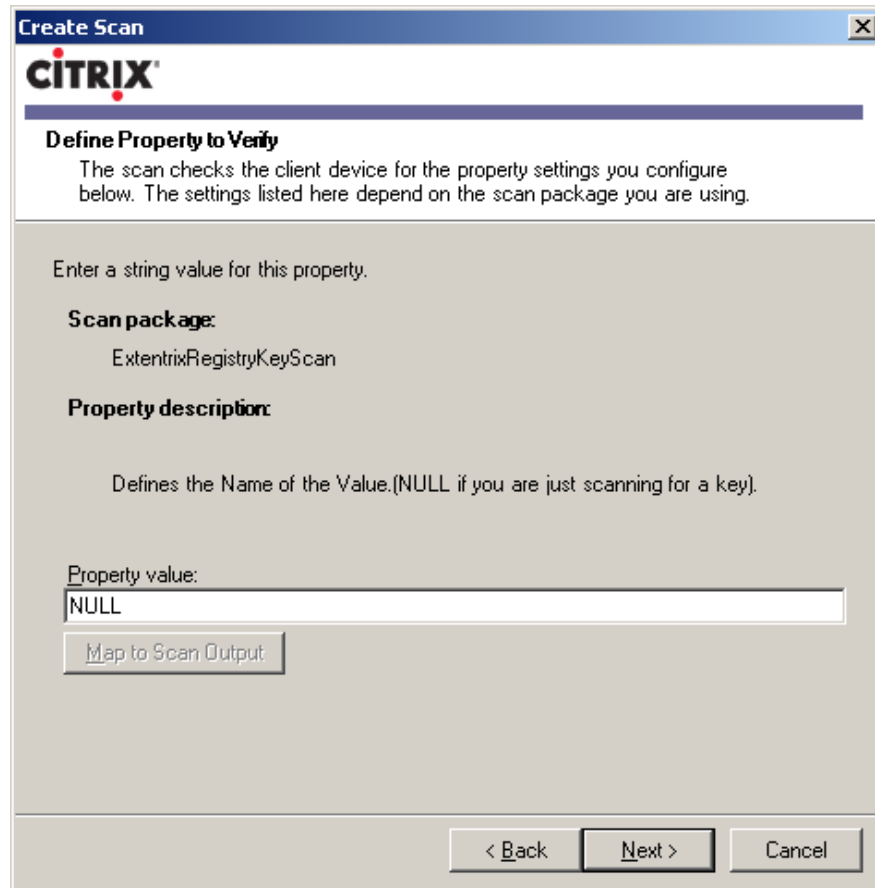 Create Scan
CİTRIX®
Define Property to Verify
The scan checks the client device for the property settings you configure
below. The settings listed here depend on the scan package you are using.
Enter a string value for this property.
Scan package:
ExtentrixRegistryKeyScan
Property description:
Defines the Name of the Value.(NULL if you are just scanning for a key).
Property value:
NULL
Map to Scan Output
< Back
Next >
Cancel